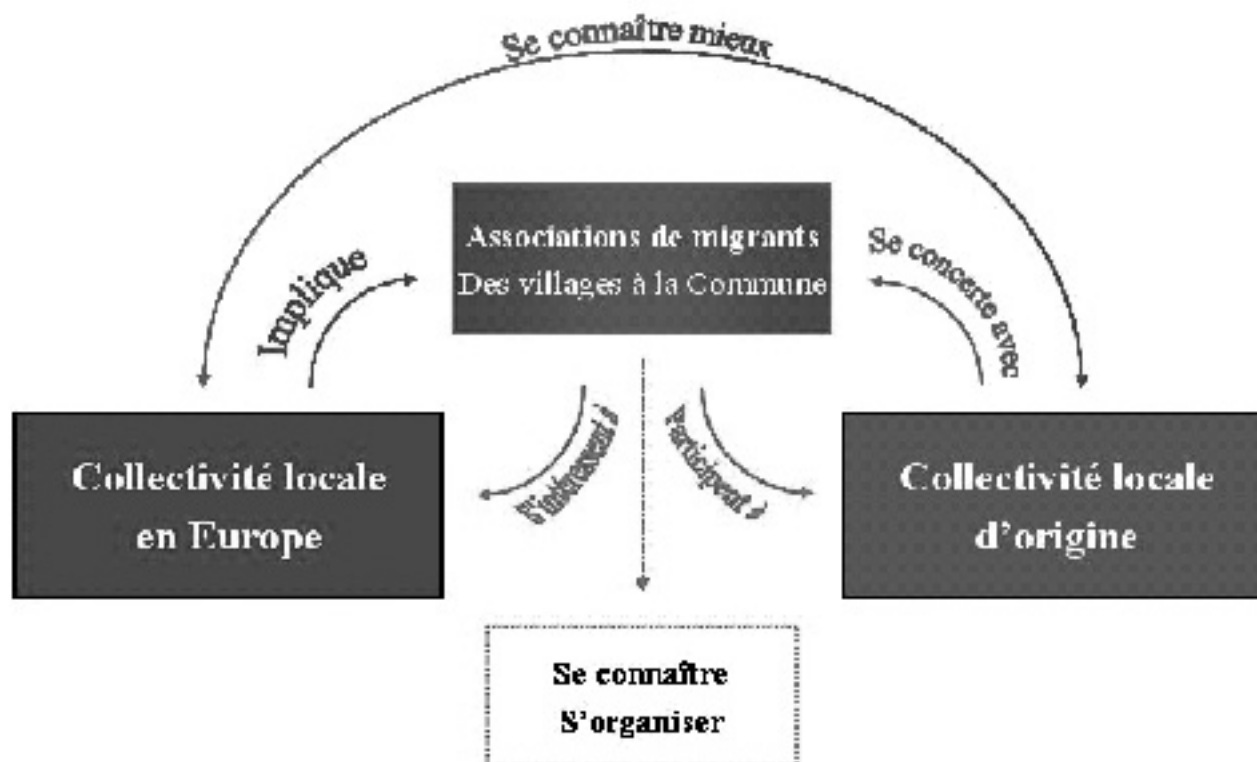 Se connaître mieux
Associations de migrants
Des villages à la Commune
Implique
Se concerte avec
S'intéressent à
Participent à
Collectivité locale
en Europe
Collectivité locale
d'origine
Se connaître
S'organiser